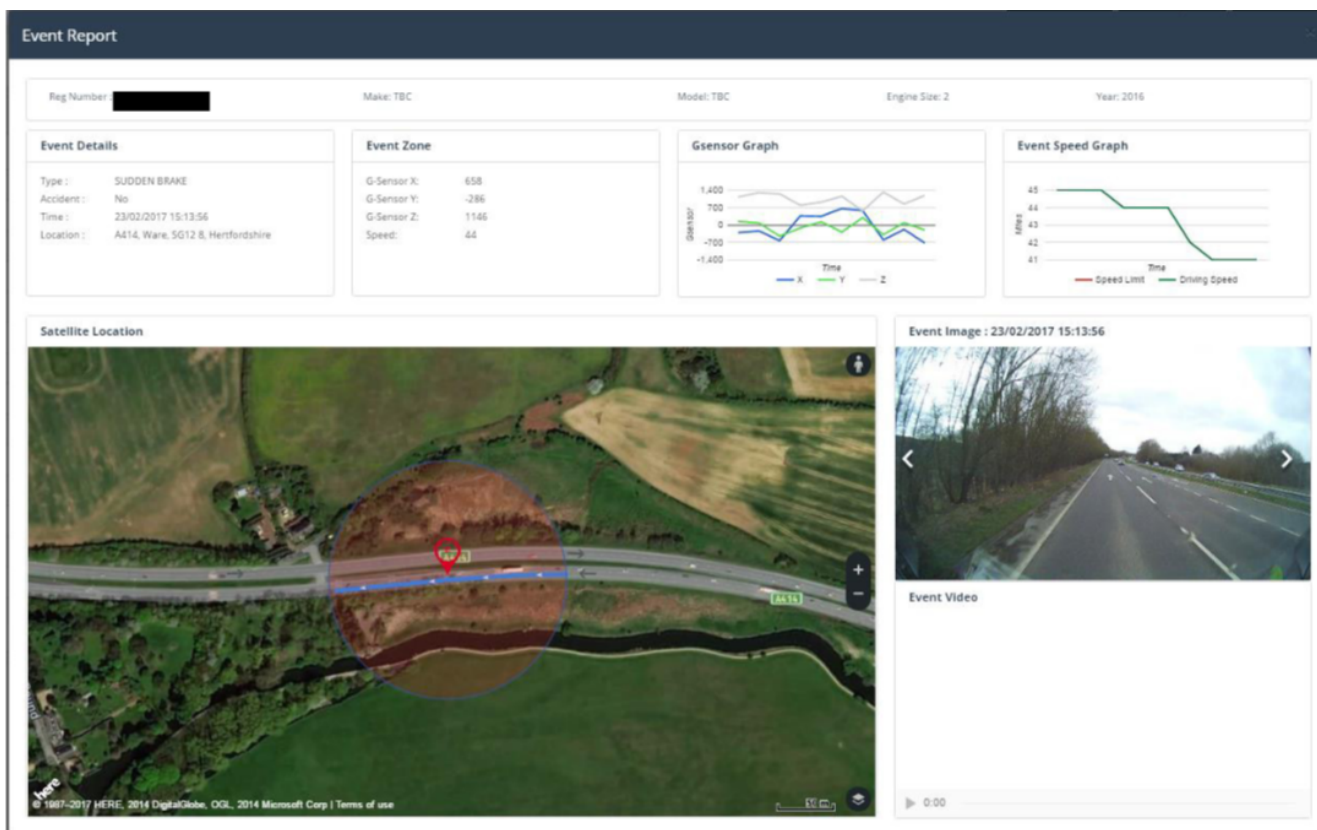 Event Report
Reg Number :
Make: TBC
Model: TBC
Engine Size: 2
Year: 2016
Event Details
Type : SUDDEN BRAKE
Accident : No
Time : 23/02/2017 15:13:56
Location : A414, Ware, SG12 8, Hertfordshire
Event Zone
G-Sensor X: 658
G-Sensor Y: -286
G-Sensor Z: 1146
Speed: 44
Gsensor Graph
Gsensor
1,400
700
0
-700
-1,400
Time
X Y Z
Event Speed Graph
Miles
45
44
43
42
41
Time
Speed Limit Driving Speed
Satellite Location
A414
here
© 1987–2017 HERE, 2014 DigitalGlobe, OGL, 2014 Microsoft Corp | Terms of use
50 m
Event Image : 23/02/2017 15:13:56
Event Video
0:00